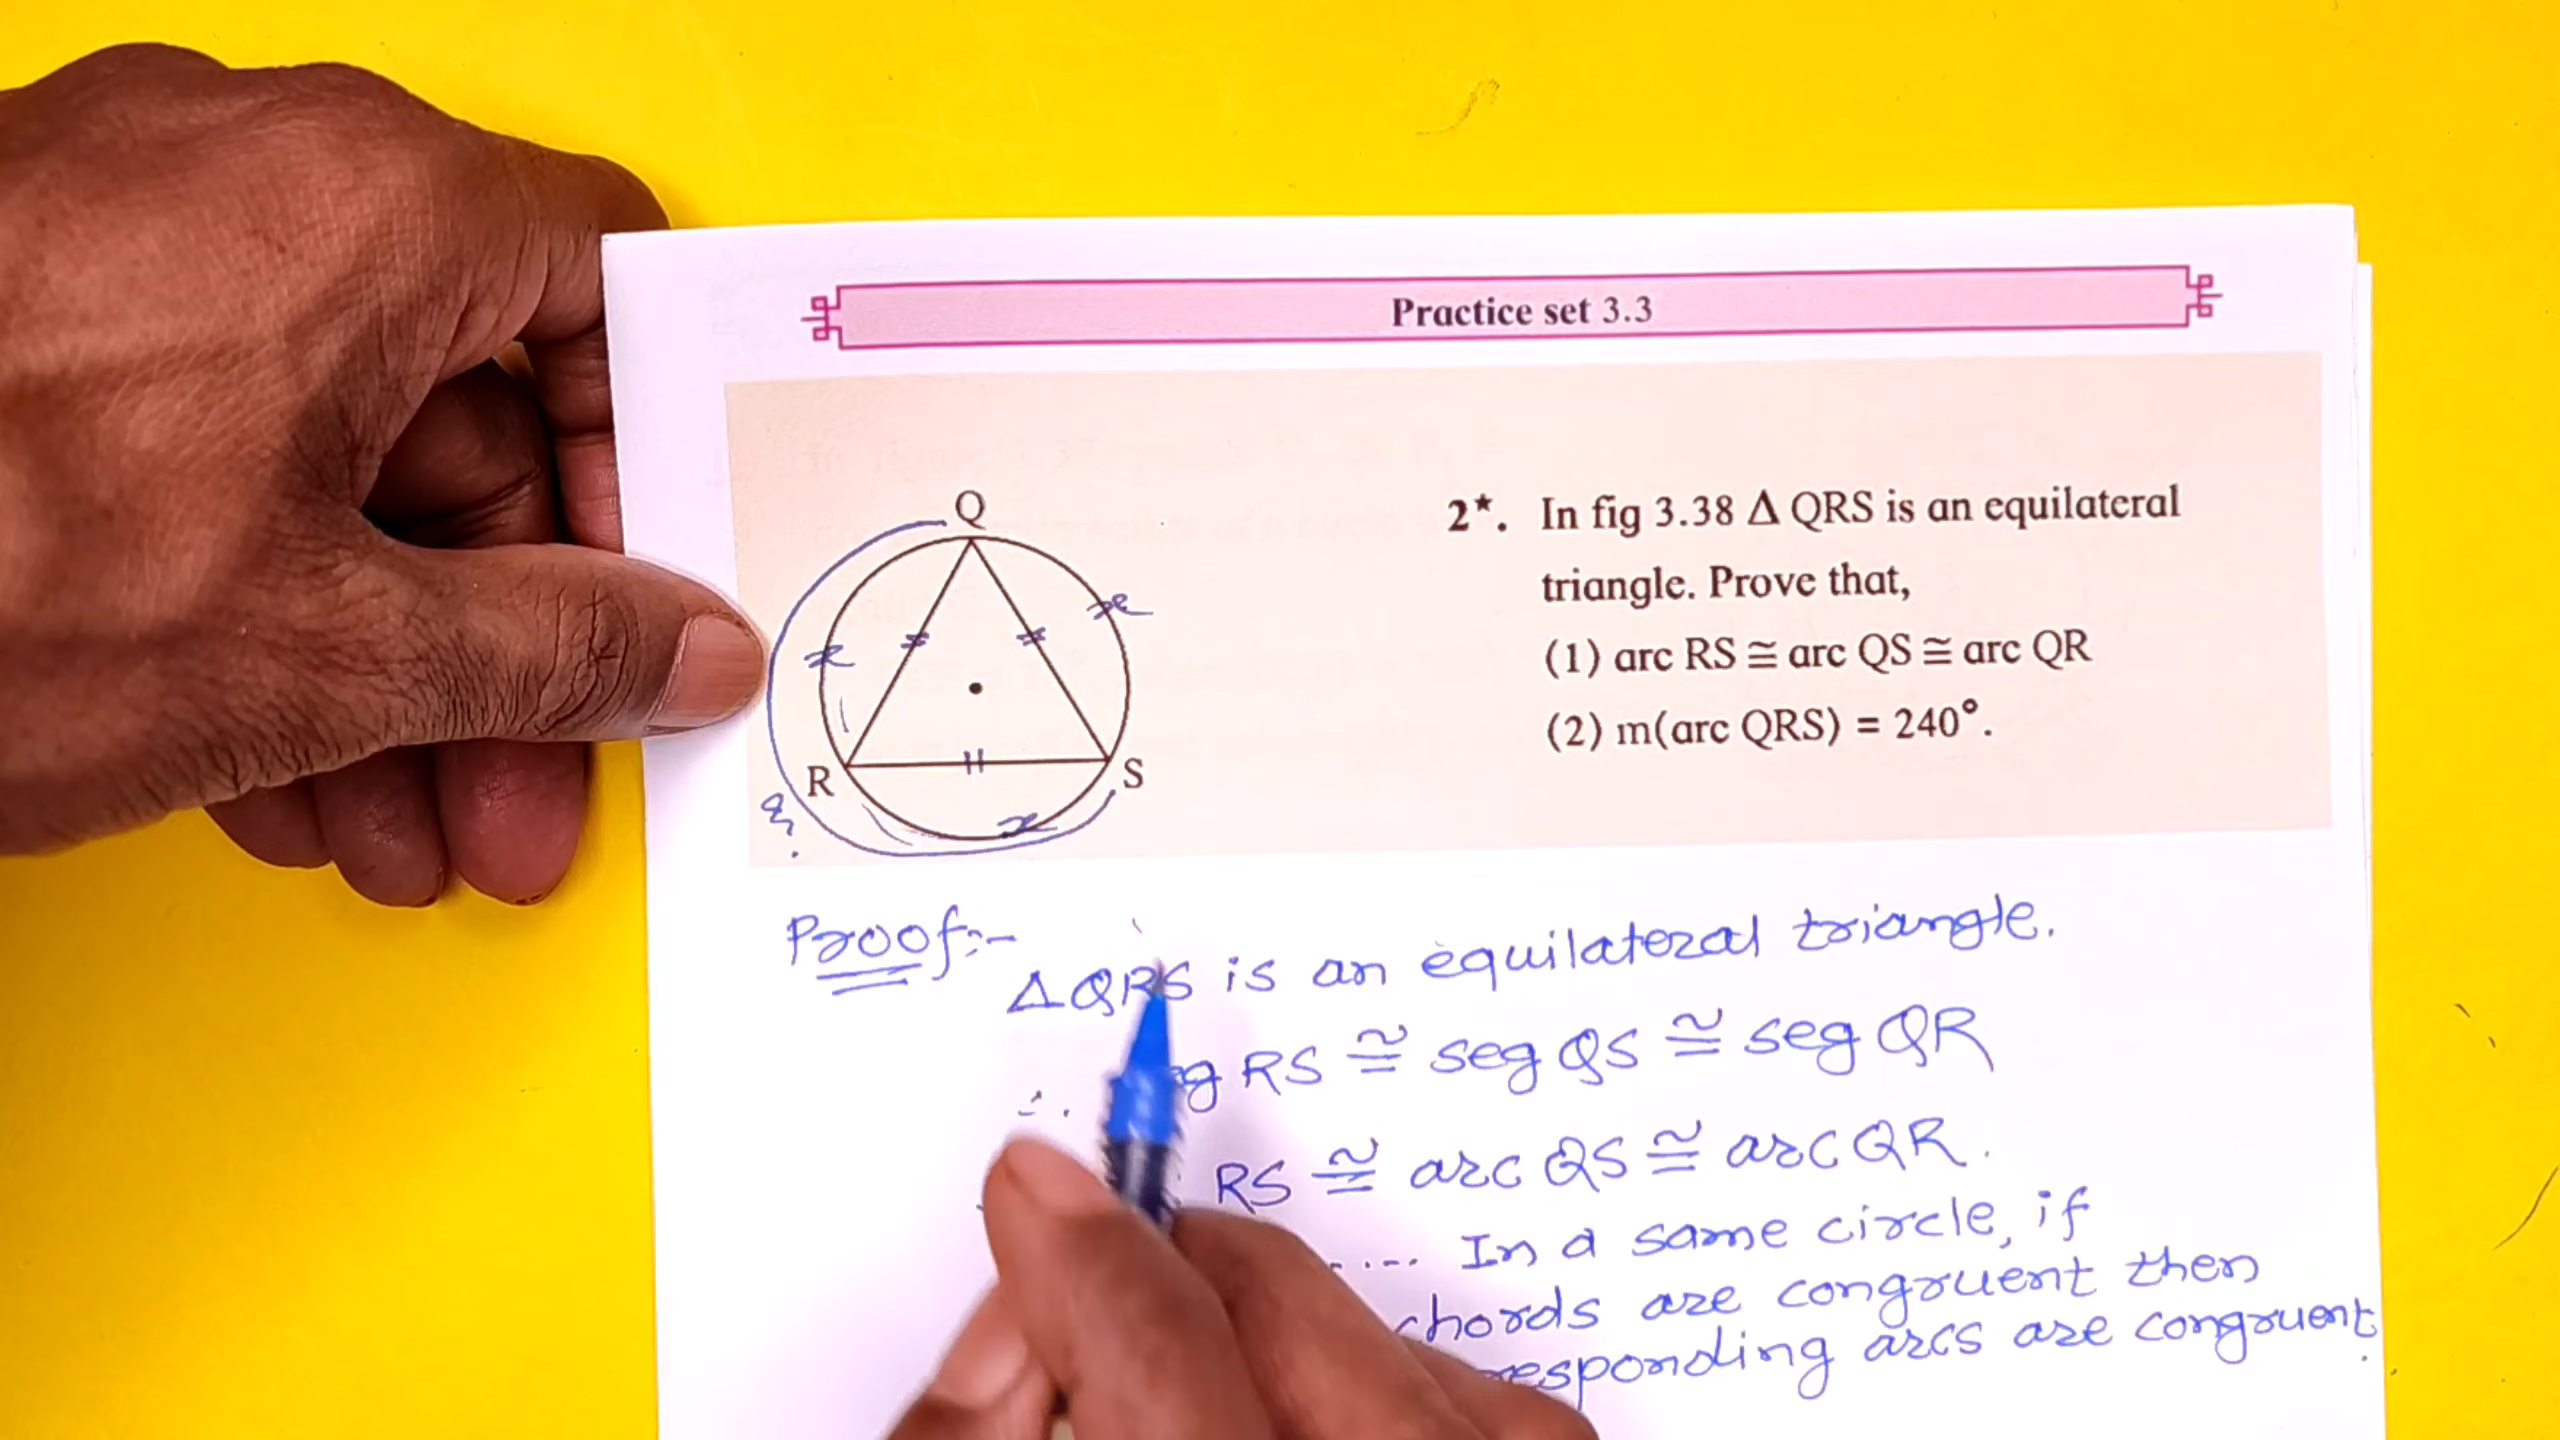 Practice set 3.3
Q
R
S
x
x
x
2*. In fig 3.38 Δ QRS is an equilateral
triangle. Prove that,
(1) arc RS ≅ arc QS ≅ arc QR
(2) m(arc QRS) = 240°.
Proof:-
ΔQRS is an equilateral triangle.
∴ RS ≅ seg QS ≅ seg QR
RS ≅ arc QS ≅ arc QR.
.... In a same circle, if
chords are congruent then
arcs are congruent.